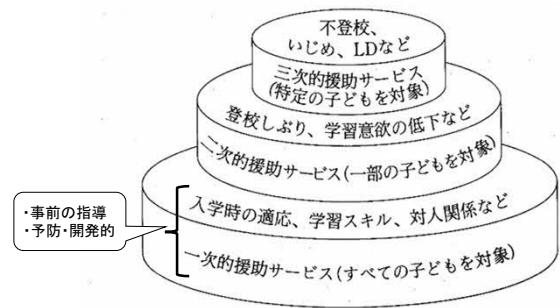 不登校、
いじめ、LDなど
三次的援助サービス
(特定の子どもを対象)
登校しぶり、学習意欲の低下など
二次的援助サービス(一部の子どもを対象)
・事前の指導
・予防・開発的
入学時の適応、学習スキル、対人関係など
一次的援助サービス(すべての子どもを対象)